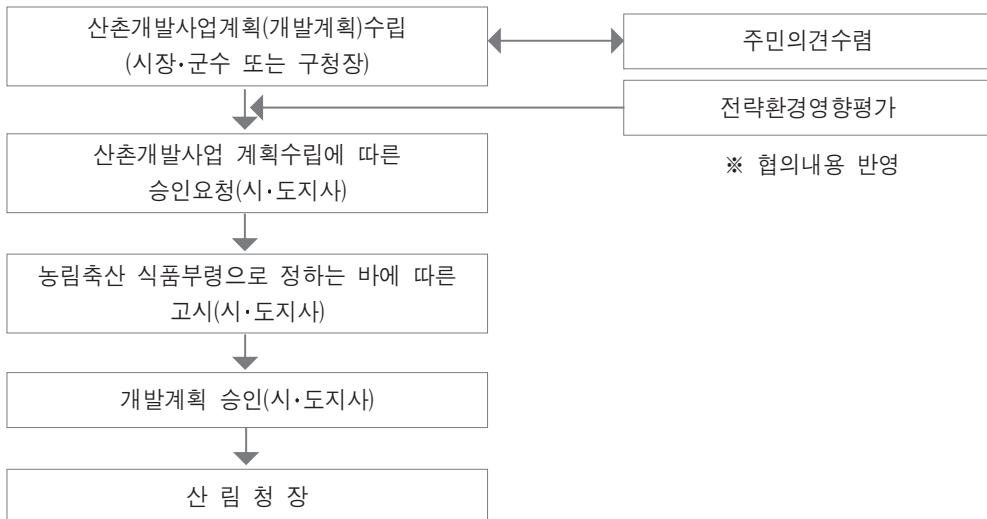 산촌개발사업계획(개발계획)수립
(시장·군수 또는 구청장)
주민의견수렴
전략환경영향평가
※ 협의내용 반영
산촌개발사업 계획수립에 따른
승인요청(시·도지사)
농림축산 식품부령으로 정하는 바에 따른
고시(시·도지사)
개발계획 승인(시·도지사)
산 림 청 장